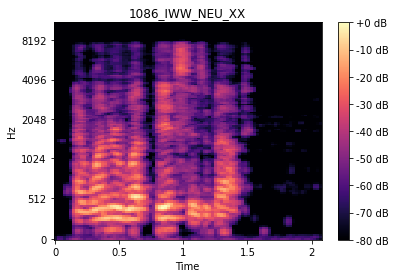 1086_IWW_NEU_XX
8192
4096
2048
1024
512
0
Hz
0
0.5
1
1.5
2
Time
+0 dB
-10 dB
-20 dB
-30 dB
-40 dB
-50 dB
-60 dB
-70 dB
-80 dB